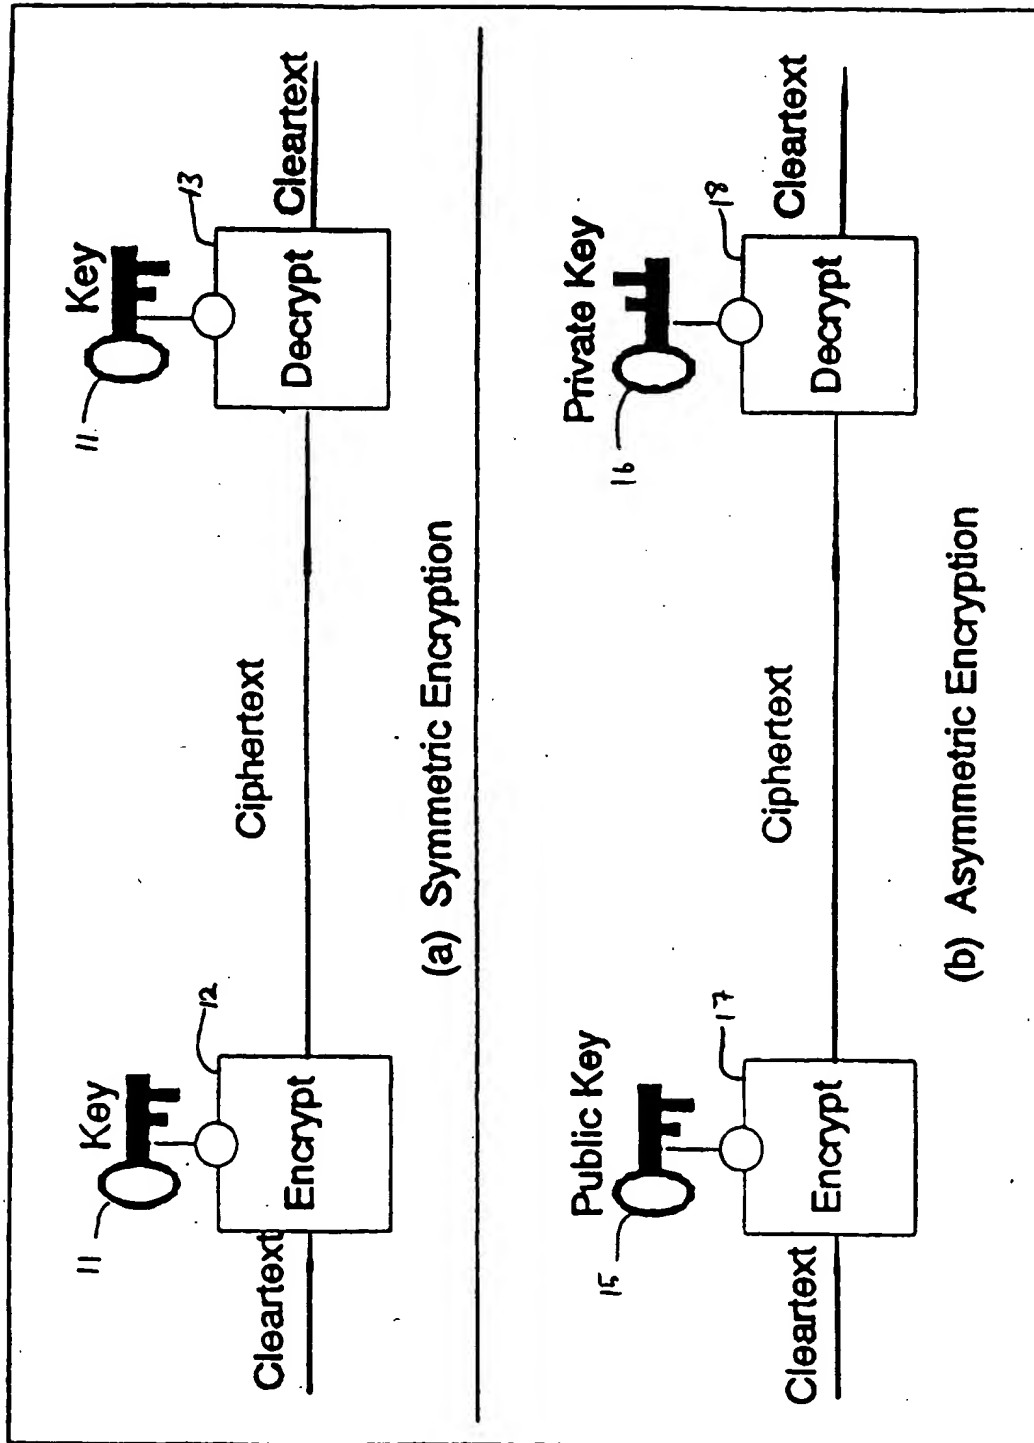 Key
Key
11
12
11
13
Cleartext
Encrypt
Ciphertext
Decrypt
Cleartext
(a) Symmetric Encryption
Public Key
Private Key
15
17
16
18
Cleartext
Encrypt
Ciphertext
Decrypt
Cleartext
(b) Asymmetric Encryption